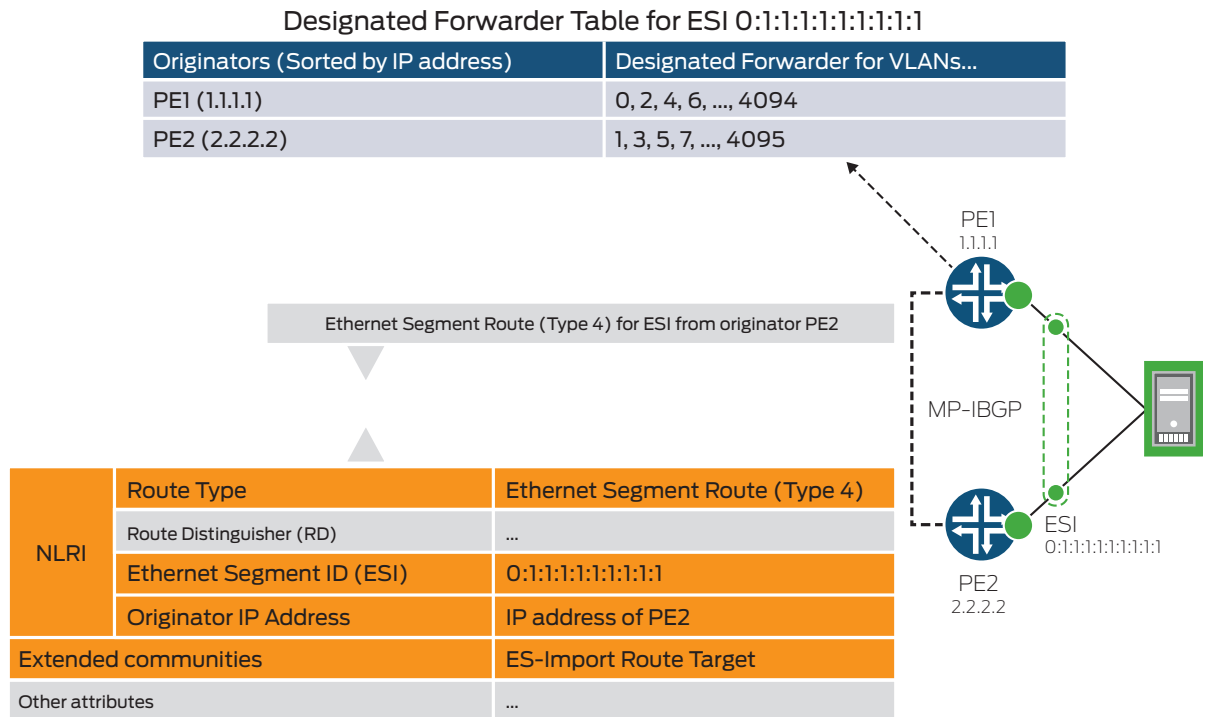 Designated Forwarder Table for ESI 0:1:1:1:1:1:1:1:1:1
Originators (Sorted by IP address) Designated Forwarder for VLANs...
PE1 (1.1.1.1) 0, 2, 4, 6, ..., 4094
PE2 (2.2.2.2) 1, 3, 5, 7, ..., 4095
PE1
1.1.1.1
Ethernet Segment Route (Type 4) for ESI from originator PE2
MP-IBGP
NLRI
Route Type Ethernet Segment Route (Type 4)
Route Distinguisher (RD) ...
Ethernet Segment ID (ESI) 0:1:1:1:1:1:1:1:1:1
Originator IP Address IP address of PE2
Extended communities ES-Import Route Target
Other attributes ...
ESI
0:1:1:1:1:1:1:1:1:1
PE2
2.2.2.2